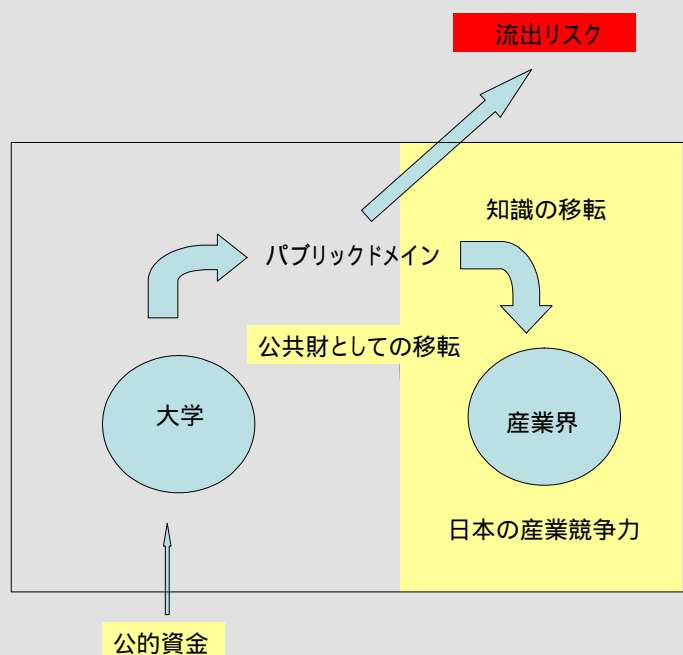 流出リスク
知識の移転
パブリックドメイン
公共財としての移転
大学
産業界
日本の産業競争力
公的資金